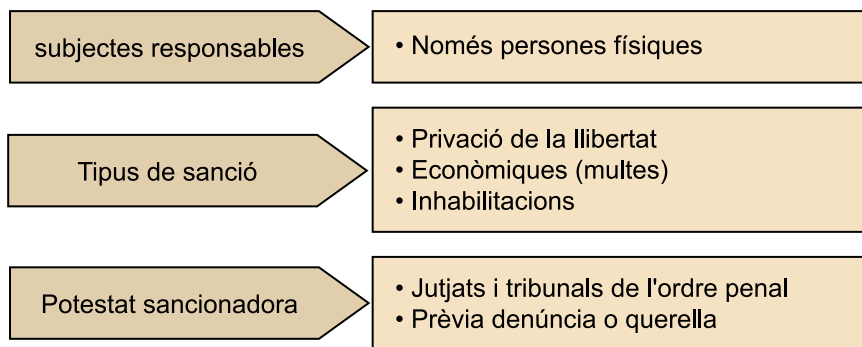 subjectes responsables
• Només persones físiques
Tipus de sanció
• Privació de la llibertat
• Econòmiques (multes)
• Inhabilitacions
Potestat sancionadora
• Jutjats i tribunals de l'ordre penal
• Prèvia denúncia o querella